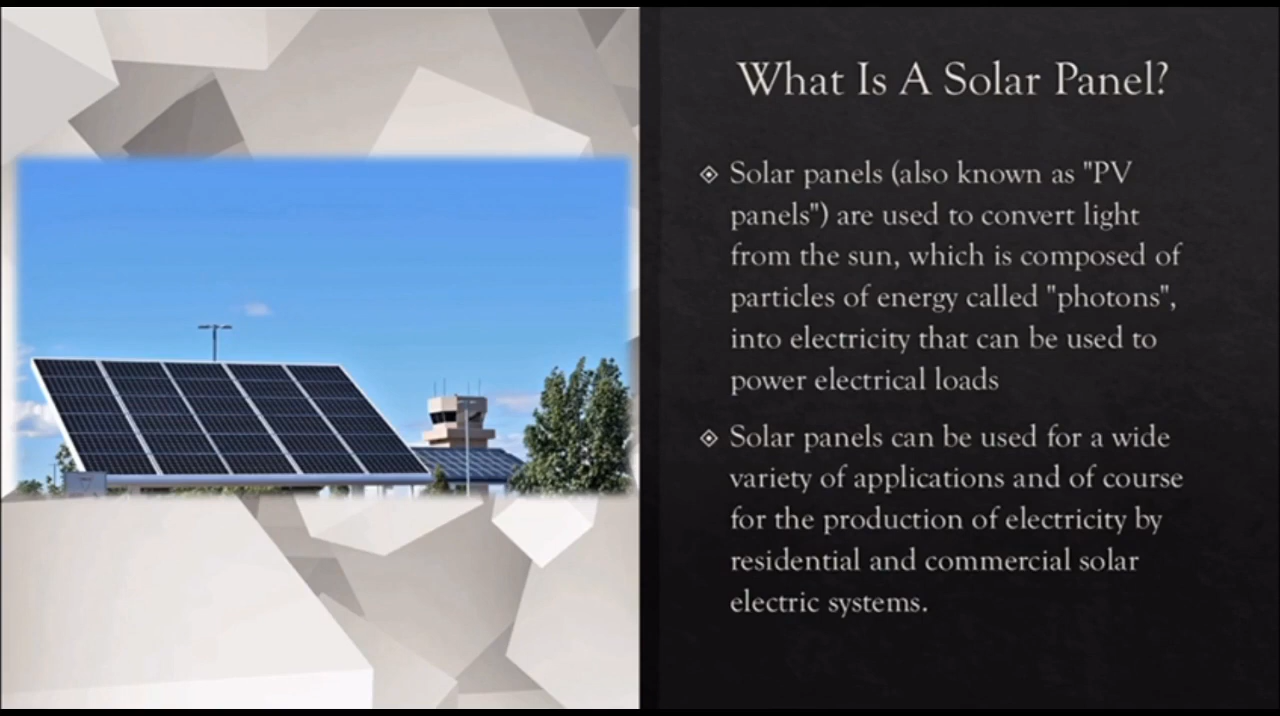 What Is A Solar Panel?
Solar panels (also known as "PV
panels") are used to convert light
from the sun, which is composed of
particles of energy called "photons",
into electricity that can be used to
power electrical loads
Solar panels can be used for a wide
variety of applications and of course
for the production of electricity by
residential and commercial solar
electric systems.